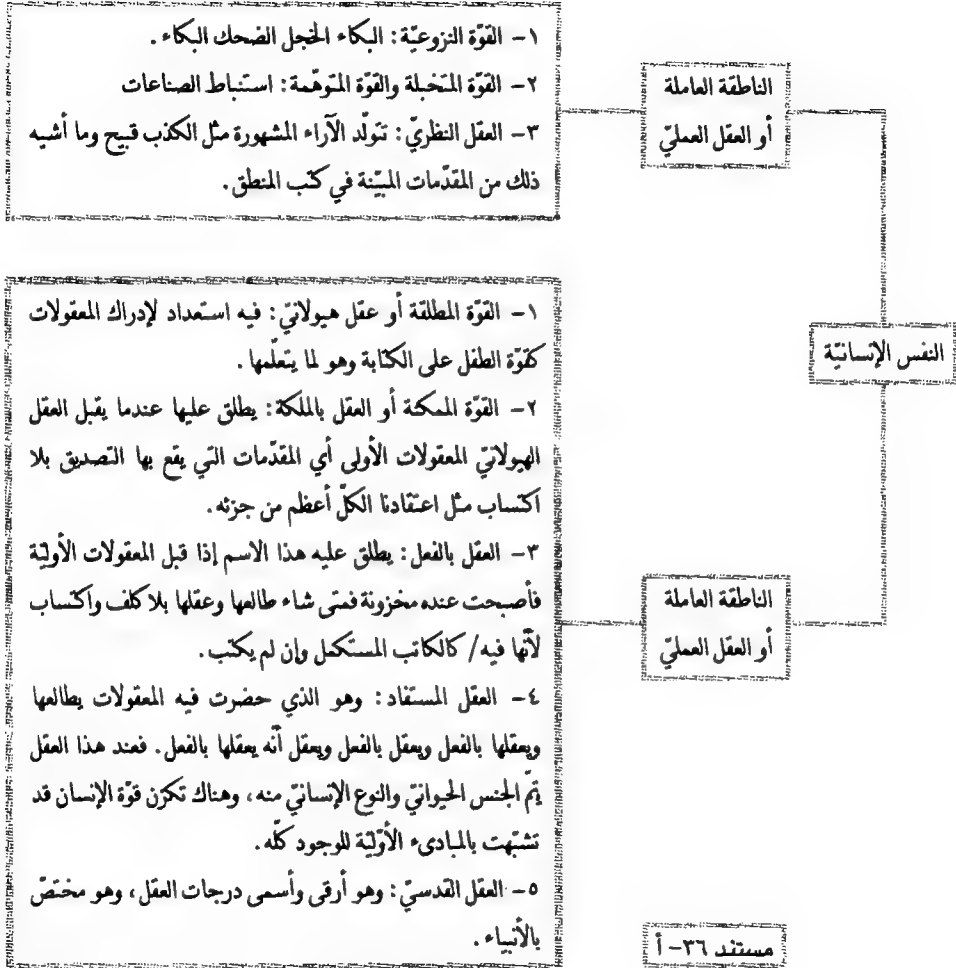 النفس الإنسانيّة
الناطقة العاملة
أو العقل العمليّ
١- القوّة النزوعيّة: البكاء الخجل الضحك البكاء.
٢- القوّة المتخيلة والقوّة المتوهّمة: استنباط الصناعات
٣- العقل النظريّ: تتولّد الآراء المشهورة مثل الكذب قبيح وما أشبه
ذلك من المقدّمات المبيّنة في كتب المنطق.
الناطقة العاملة
أو العقل العمليّ
١- القوّة المطلقة أو عقل هيولانيّ: فيه استعداد لإدراك المعقولات
كقوّة الطفل على الكتابة وهو لما يتعلّمها.
٢- القوّة الممكنة أو العقل بالملكة: يطلق عليها عندما يقبل العقل
الهيولانيّ المعقولات الأولى أي المقدّمات التي يقع بها التصديق بلا
اكتساب مثل اعتقادنا الكلّ أعظم من جزئه.
٣- العقل بالفعل: يطلق عليه هذا الاسم إذا قبل المعقولات الأوليّة
فأصبحت عنده مخزونة فمتى شاء طالعها وعقلها بلا كلف واكتساب
لأنّها فيه/ كالكاتب المستكمل وإن لم يكتب.
٤- العقل المستفاد: وهو الذي حضرت فيه المعقولات يطالعها
ويعقلها بالفعل ويعقل بالفعل ويعقل أنّه يعقلها بالفعل. فعند هذا العقل
يتمّ الجنس الحيوانيّ والنوع الإنسانيّ منه، وهناك تكون قوّة الإنسان قد
تشبّهت بالمبادىء الأوّليّة للوجود كلّه.
٥- العقل القدسيّ: وهو أرقى وأسمى درجات العقل، وهو مختصّ
بالأنبياء.
مستند ٣٦- أ